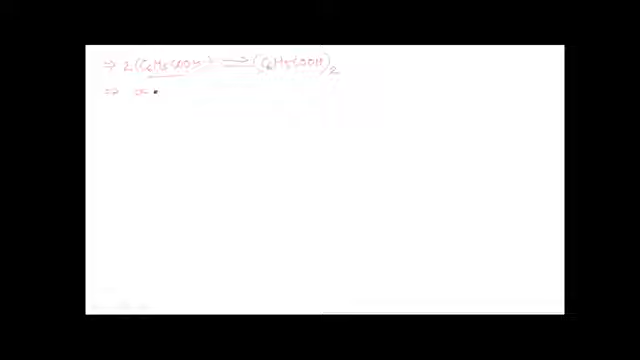 ⇒ 2(C₆H₅COOH) ⇌ (C₆H₅COOH)₂
⇒ α